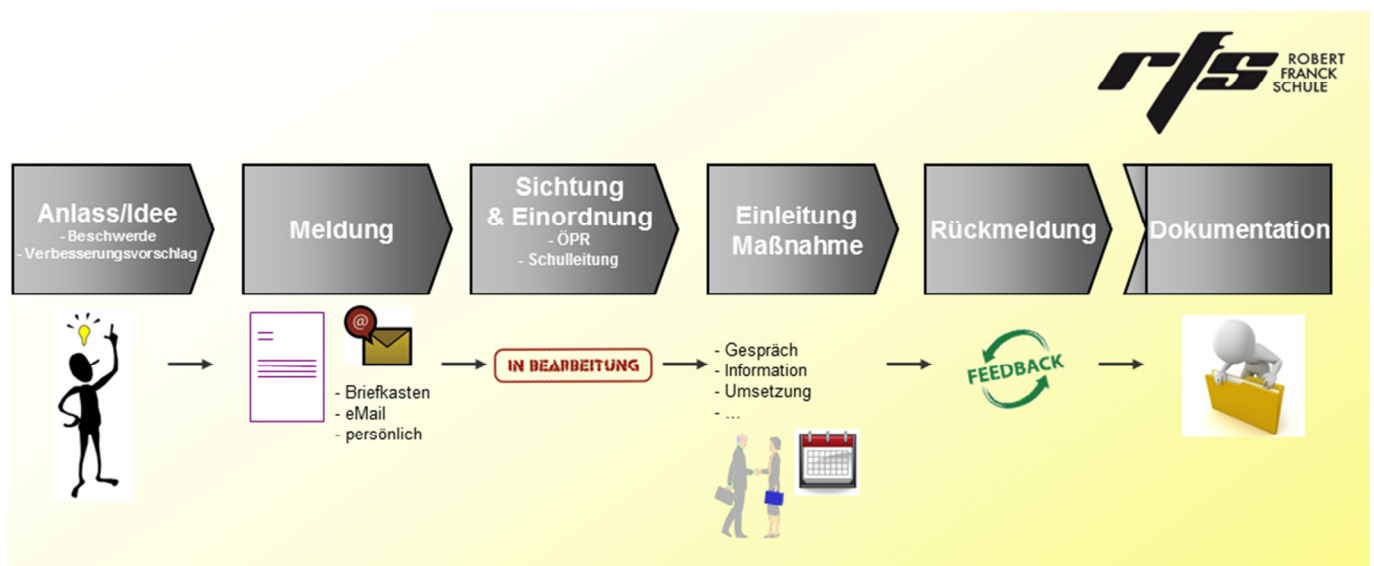 rfs
ROBERT
FRANCK
SCHULE
Anlass/Idee
- Beschwerde
- Verbesserungsvorschlag
Meldung
Sichtung
& Einordnung
- ÖPR
- Schulleitung
Einleitung
Maßnahme
Rückmeldung
Dokumentation
@
- Briefkasten
- eMail
- persönlich
IN BEARBEITUNG
- Gespräch
- Information
- Umsetzung
- ...
FEEDBACK